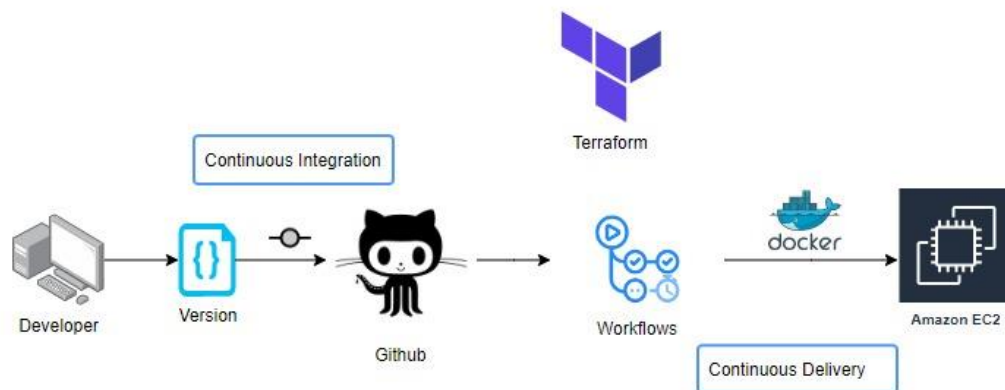 Terraform
Continuous Integration
docker
Developer
Version
Github
Workflows
Amazon EC2
Continuous Delivery